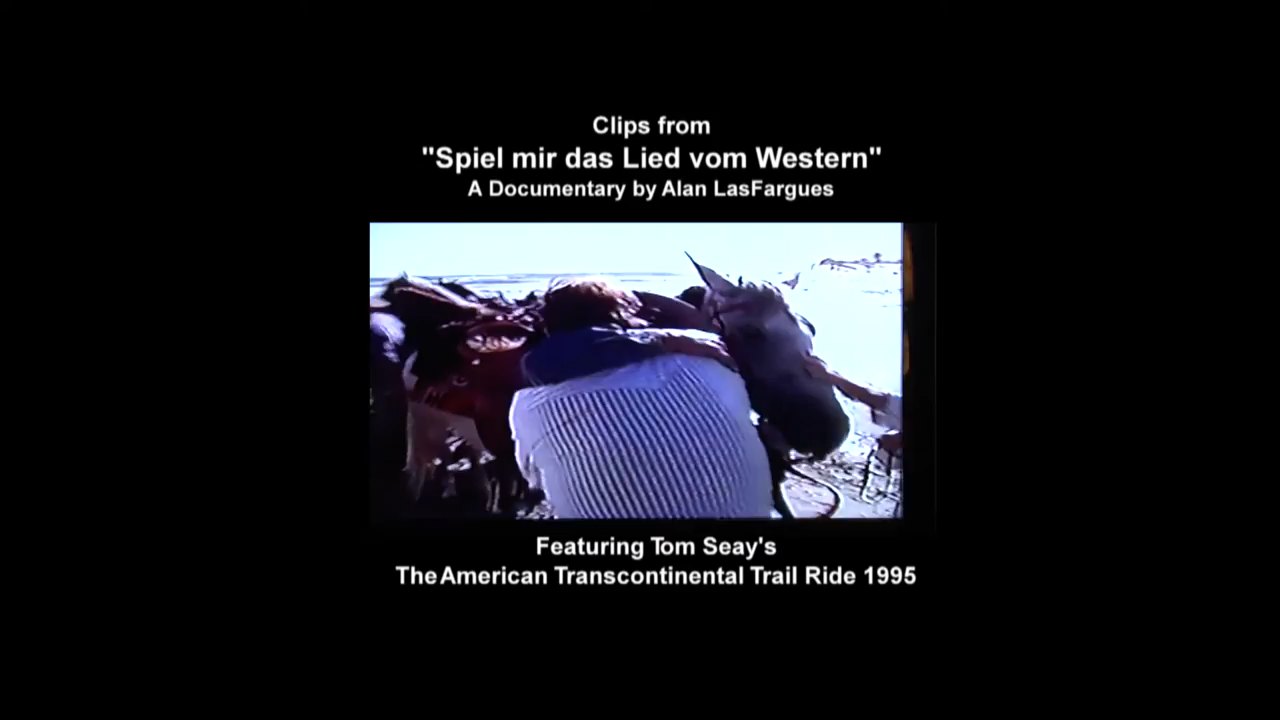 Clips from
"Spiel mir das Lied vom Western"
A Documentary by Alan LasFargues
Featuring Tom Seay's
The American Transcontinental Trail Ride 1995